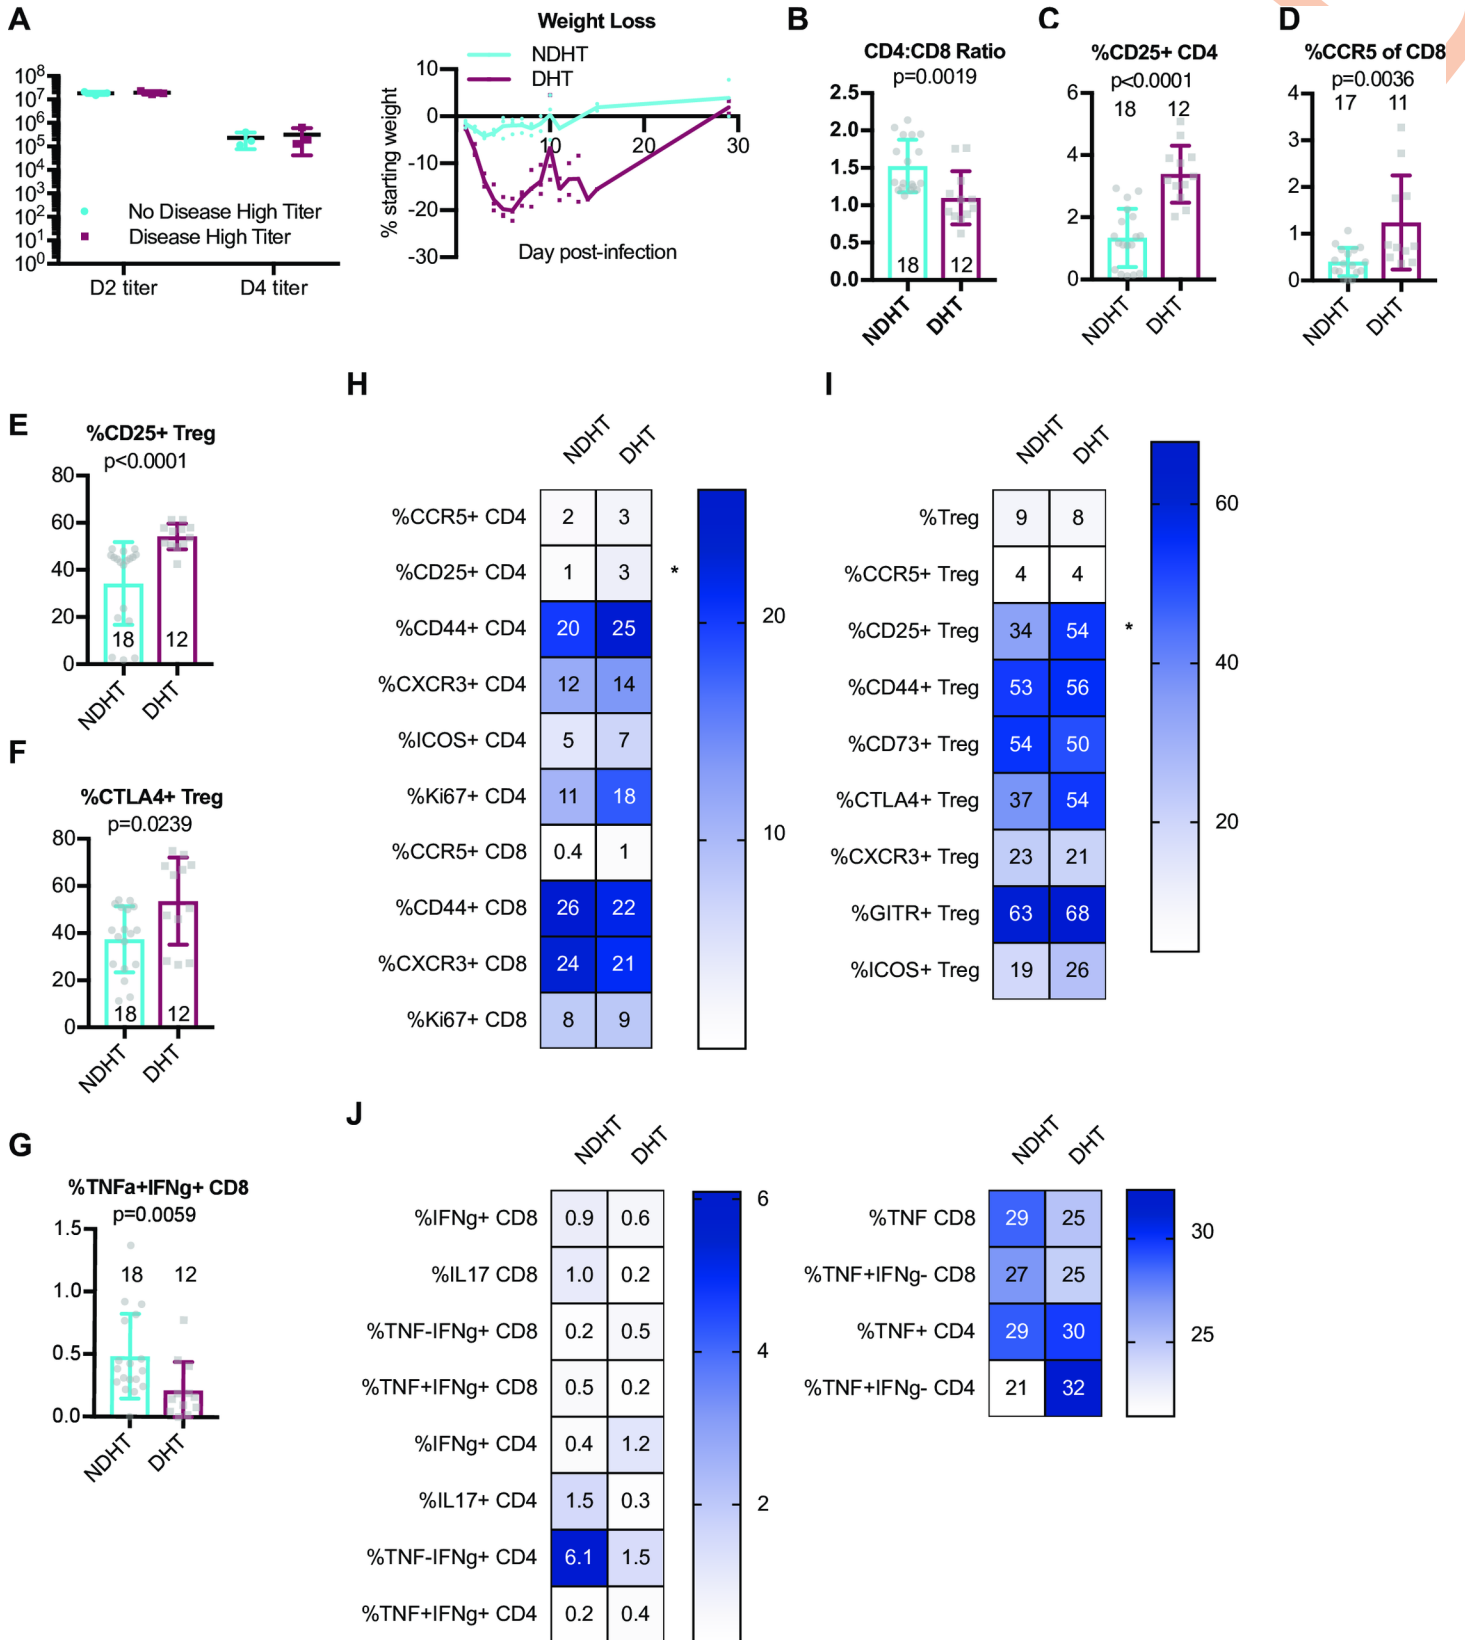 A
10^8
10^7
10^6
10^5
10^4
10^3
10^2
10^1
10^0
No Disease High Titer
Disease High Titer
D2 titer
D4 titer
Weight Loss
NDHT
DHT
% starting weight
10
0
-10
-20
-30
10
20
30
Day post-infection
B
CD4:CD8 Ratio
p=0.0019
2.5
2.0
1.5
1.0
0.5
0.0
18
12
NDHT
DHT
C
%CD25+ CD4
p<0.0001
18
12
6
4
2
0
NDHT
DHT
D
%CCR5 of CD8
p=0.0036
17
11
4
3
2
1
0
NDHT
DHT
E
%CD25+ Treg
p<0.0001
80
60
40
20
0
18
12
NDHT
DHT
F
%CTLA4+ Treg
p=0.0239
80
60
40
20
0
18
12
NDHT
DHT
G
%TNFa+IFNg+ CD8
p=0.0059
1.5
1.0
0.5
0.0
18
12
NDHT
DHT
H
NDHT
DHT
%CCR5+ CD4 2 3
%CD25+ CD4 1 3 *
%CD44+ CD4 20 25
%CXCR3+ CD4 12 14
%ICOS+ CD4 5 7
%Ki67+ CD4 11 18
%CCR5+ CD8 0.4 1
%CD44+ CD8 26 22
%CXCR3+ CD8 24 21
%Ki67+ CD8 8 9
20
10
I
NDHT
DHT
%Treg 9 8
%CCR5+ Treg 4 4
%CD25+ Treg 34 54 *
%CD44+ Treg 53 56
%CD73+ Treg 54 50
%CTLA4+ Treg 37 54
%CXCR3+ Treg 23 21
%GITR+ Treg 63 68
%ICOS+ Treg 19 26
60
40
20
J
NDHT
DHT
%IFNg+ CD8 0.9 0.6
%IL17 CD8 1.0 0.2
%TNF-IFNg+ CD8 0.2 0.5
%TNF+IFNg+ CD8 0.5 0.2
%IFNg+ CD4 0.4 1.2
%IL17+ CD4 1.5 0.3
%TNF-IFNg+ CD4 6.1 1.5
%TNF+IFNg+ CD4 0.2 0.4
6
4
2
NDHT
DHT
%TNF CD8 29 25
%TNF+IFNg- CD8 27 25
%TNF+ CD4 29 30
%TNF+IFNg- CD4 21 32
30
25